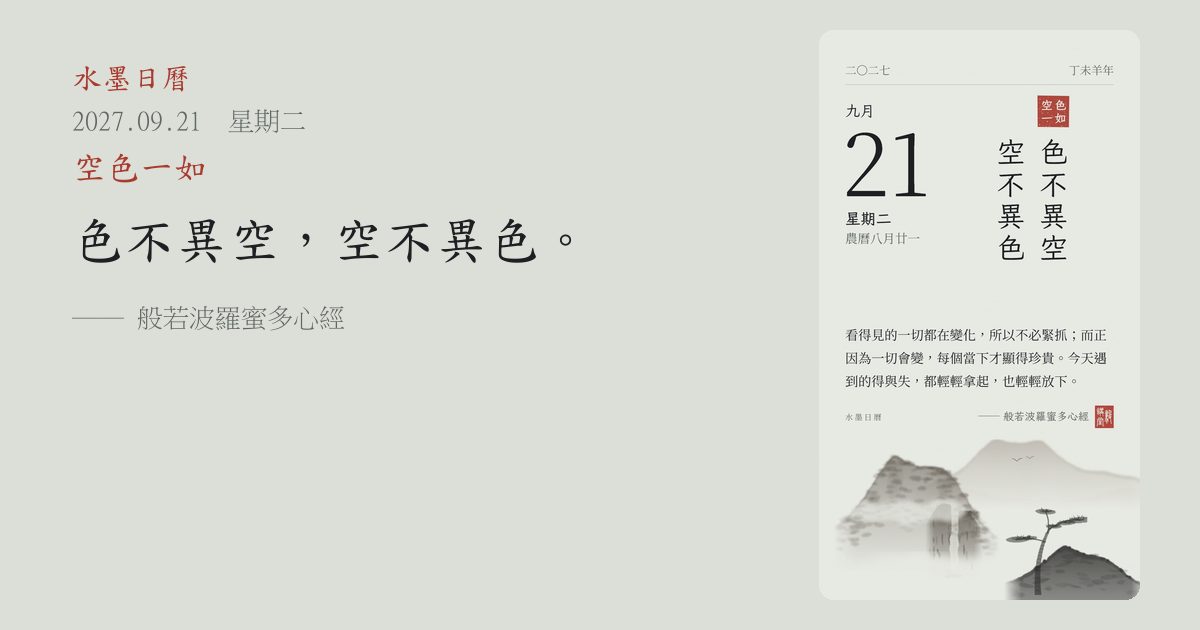 水墨日曆
2027.09.21 星期二
空色一如
色不異空，空不異色。
—— 般若波羅蜜多心經
二〇二七
丁未羊年
九月
21
星期二
農曆八月廿一
色空
如一
色不異空
空不異色
看得見的一切都在變化，所以不必緊抓；而正
因為一切會變，每個當下才顯得珍貴。今天遇
到的得與失，都輕輕拿起，也輕輕放下。
水墨日曆
—— 般若波羅蜜多心經